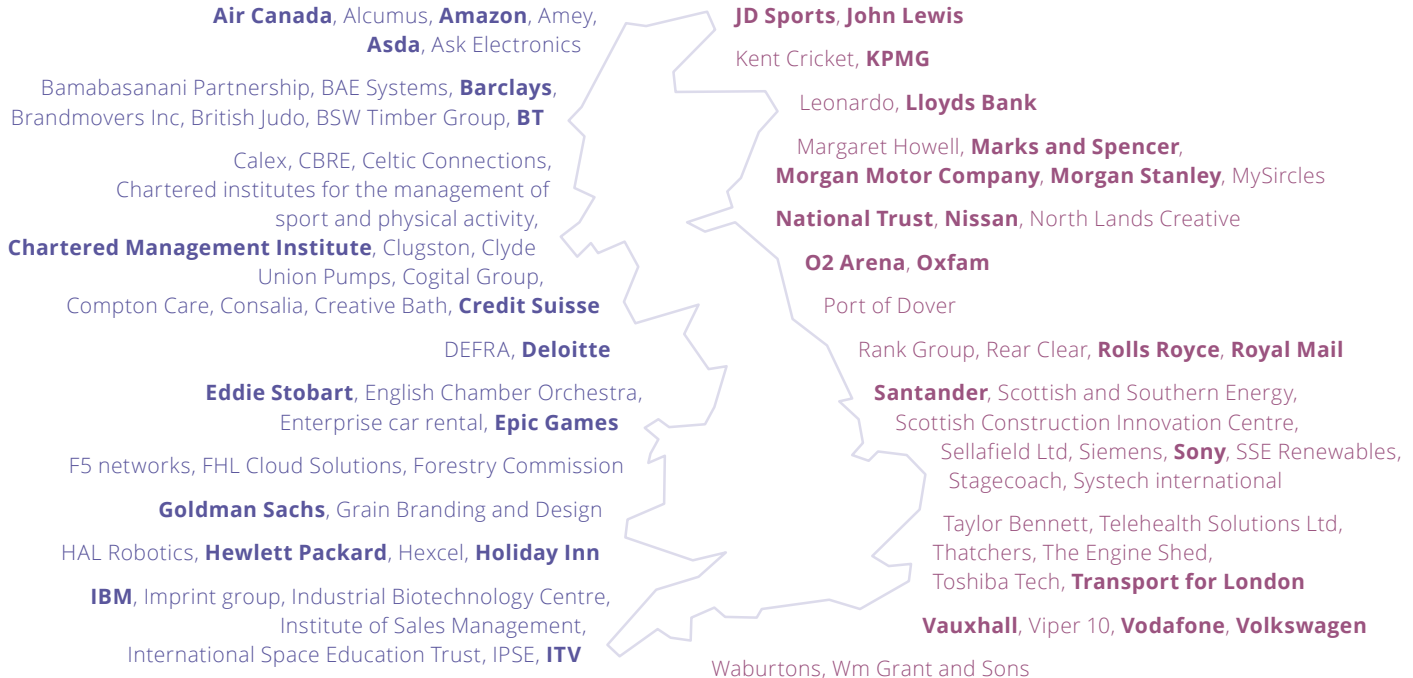 Air Canada, Alcumus, Amazon, Amey,
Asda, Ask Electronics
Bamabasanani Partnership, BAE Systems, Barclays,
Brandmovers Inc, British Judo, BSW Timber Group, BT
Calex, CBRE, Celtic Connections,
Chartered institutes for the management of
sport and physical activity,
Chartered Management Institute, Clugston, Clyde
Union Pumps, Cogital Group,
Compton Care, Consalia, Creative Bath, Credit Suisse
DEFRA, Deloitte
Eddie Stobart, English Chamber Orchestra,
Enterprise car rental, Epic Games
F5 networks, FHL Cloud Solutions, Forestry Commission
Goldman Sachs, Grain Branding and Design
HAL Robotics, Hewlett Packard, Hexcel, Holiday Inn
IBM, Imprint group, Industrial Biotechnology Centre,
Institute of Sales Management,
International Space Education Trust, IPSE, ITV
JD Sports, John Lewis
Kent Cricket, KPMG
Leonardo, Lloyds Bank
Margaret Howell, Marks and Spencer,
Morgan Motor Company, Morgan Stanley, MySircles
National Trust, Nissan, North Lands Creative
O2 Arena, Oxfam
Port of Dover
Rank Group, Rear Clear, Rolls Royce, Royal Mail
Santander, Scottish and Southern Energy,
Scottish Construction Innovation Centre,
Sellafield Ltd, Siemens, Sony, SSE Renewables,
Stagecoach, Systech international
Taylor Bennett, Telehealth Solutions Ltd,
Thatchers, The Engine Shed,
Toshiba Tech, Transport for London
Vauxhall, Viper 10, Vodafone, Volkswagen
Waburtons, Wm Grant and Sons